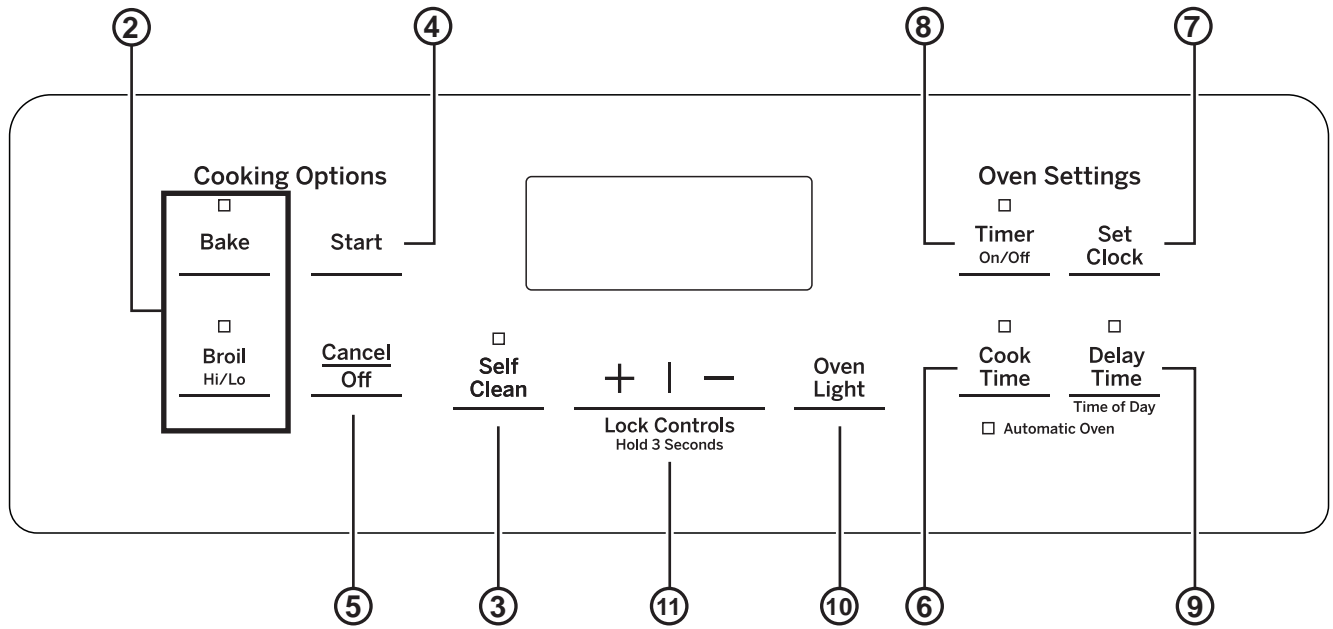 2
4
8
7
Cooking Options
Oven Settings
Bake
Start
Timer
On/Off
Set
Clock
Broil
Hi/Lo
Cancel
Off
Self
Clean
+ | −
Lock Controls
Hold 3 Seconds
Oven
Light
Cook
Time
Delay
Time
Time of Day
Automatic Oven
5
3
11
10
6
9